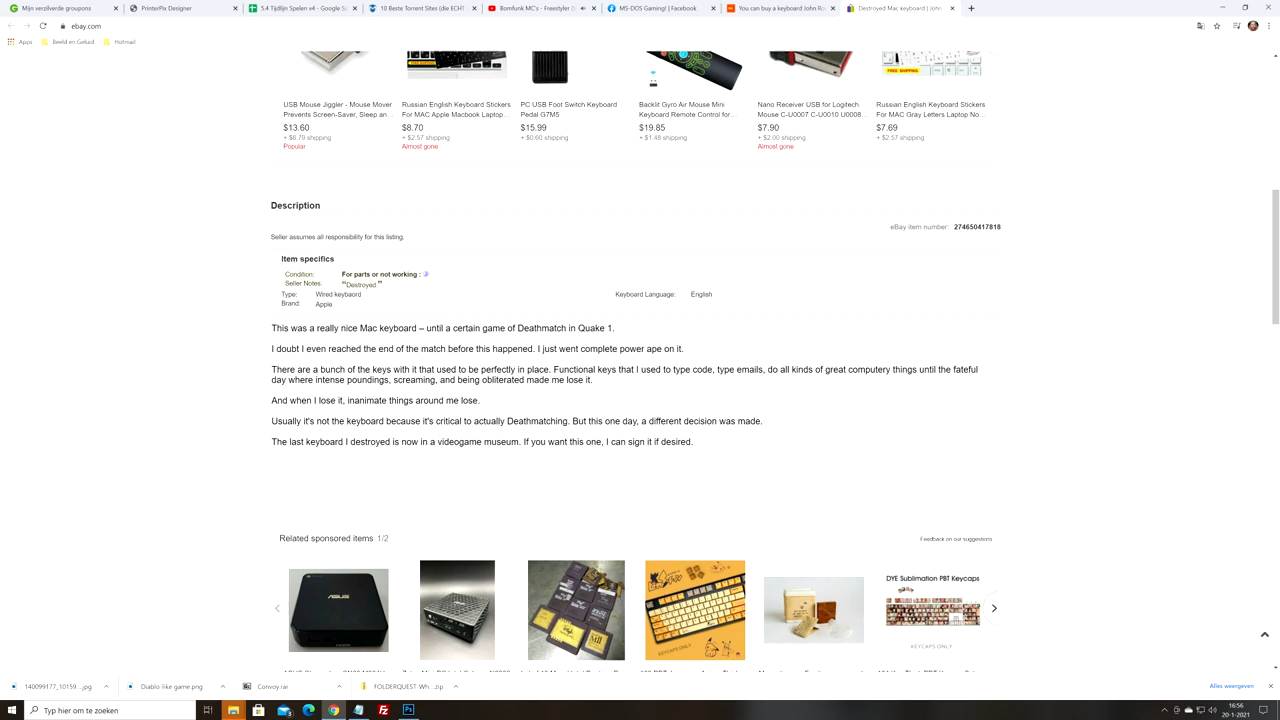 Mijn verzilverde groupons
PrinterPix Designer
5.4 Tijdlijn Spelen v4 - Google S
10 Beste Torrent Sites (die ECHT
Bomfunk MC's - Freestyler (
MS-DOS Gaming! | Facebook
You can buy a keyboard John Ro
Destroyed Mac keyboard | John
ebay.com
Apps
Beeld en Geluid
Hotmail
FREE SHIPPING
FREE SHIPPING
USB Mouse Jiggler - Mouse Mover Prevents Screen-Saver, Sleep an...
$13.60
+ $6.79 shipping
Popular
Russian English Keyboard Stickers For MAC Apple Macbook Laptop...
$8.70
+ $2.57 shipping
Almost gone
PC USB Foot Switch Keyboard Pedal G7M5
$15.99
+ $0.60 shipping
Backlit Gyro Air Mouse Mini Keyboard Remote Control for...
$19.85
+ $1.48 shipping
Nano Receiver USB for Logitech Mouse C-U0007 C-U0010 U0008...
$7.90
+ $2.00 shipping
Almost gone
Russian English Keyboard Stickers For MAC Gray Letters Laptop No...
$7.69
+ $2.57 shipping
Description
eBay item number: 274650417818
Seller assumes all responsibility for this listing.
Item specifics
Condition: For parts or not working :
Seller Notes: “Destroyed ”
Type: Wired keybaord Keyboard Language: English
Brand: Apple
This was a really nice Mac keyboard – until a certain game of Deathmatch in Quake 1.
I doubt I even reached the end of the match before this happened. I just went complete power ape on it.
There are a bunch of the keys with it that used to be perfectly in place. Functional keys that I used to type code, type emails, do all kinds of great computery things until the fateful
day where intense poundings, screaming, and being obliterated made me lose it.
And when I lose it, inanimate things around me lose.
Usually it's not the keyboard because it's critical to actually Deathmatching. But this one day, a different decision was made.
The last keyboard I destroyed is now in a videogame museum. If you want this one, I can sign it if desired.
Related sponsored items 1/2
Feedback on our suggestions
ASUS
KEYCAPS ONLY
DYE Sublimation PBT Keycaps
KEYCAPS ONLY
140099177_10159....jpg
Diablo like game.png
Convoy.rar
FOLDERQUEST-Wh....zip
Alles weergeven
Typ hier om te zoeken
16:56
20-1-2021